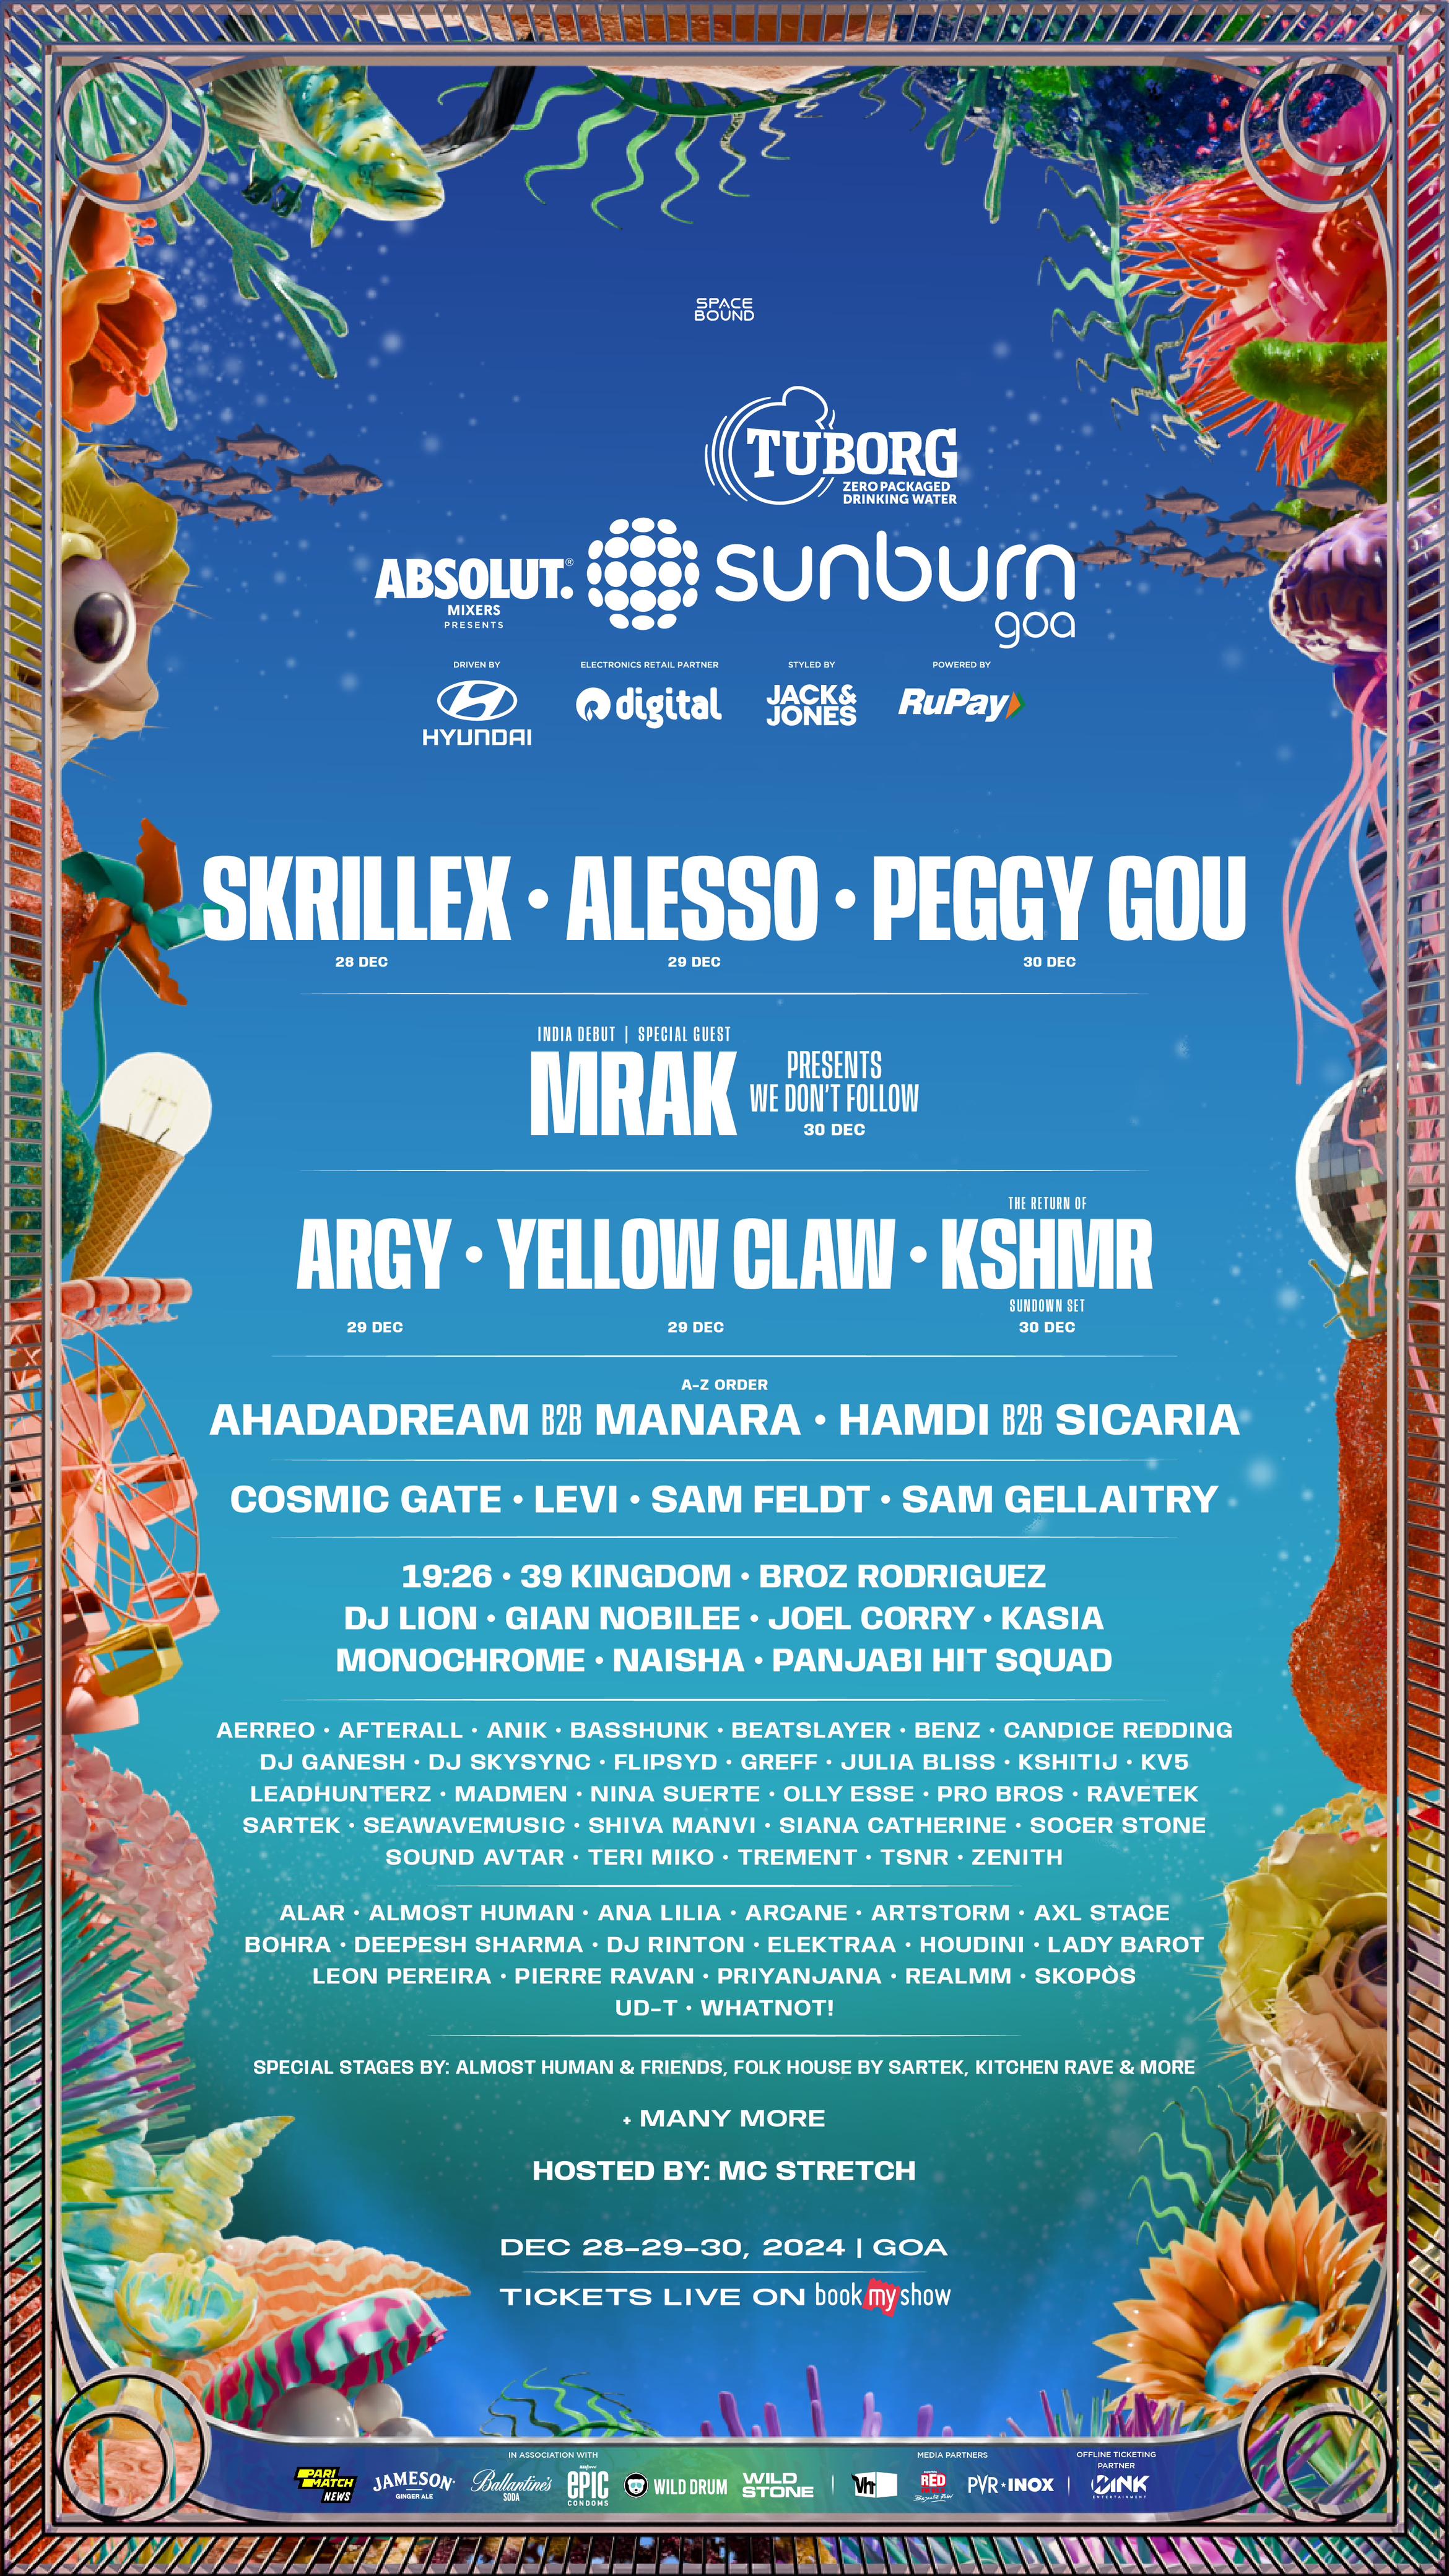 SPACE
BOUND
TUBORG
ZERO PACKAGED
DRINKING WATER
ABSOLUT.®
MIXERS
PRESENTS
sunburn
goa
DRIVEN BY
HYUNDAI
ELECTRONICS RETAIL PARTNER
digital
STYLED BY
JACK&
JONES
POWERED BY
RuPay
SKRILLEX • ALESSO • PEGGY GOU
28 DEC 29 DEC 30 DEC
INDIA DEBUT | SPECIAL GUEST
MRAK
PRESENTS
WE DON'T FOLLOW
30 DEC
THE RETURN OF
ARGY • YELLOW CLAW • KSHMR
SUNDOWN SET
29 DEC 29 DEC 30 DEC
A-Z ORDER
AHADADREAM B2B MANARA • HAMDI B2B SICARIA
COSMIC GATE • LEVI • SAM FELDT • SAM GELLAITRY
19:26 • 39 KINGDOM • BROZ RODRIGUEZ
DJ LION • GIAN NOBILEE • JOEL CORRY • KASIA
MONOCHROME • NAISHA • PANJABI HIT SQUAD
AERREO • AFTERALL • ANIK • BASSHUNK • BEATSLAYER • BENZ • CANDICE REDDING
DJ GANESH • DJ SKYSYNC • FLIPSYD • GREFF • JULIA BLISS • KSHITIJ • KV5
LEADHUNTERZ • MADMEN • NINA SUERTE • OLLY ESSE • PRO BROS • RAVETEK
SARTEK • SEAWAVEMUSIC • SHIVA MANVI • SIANA CATHERINE • SOCER STONE
SOUND AVTAR • TERI MIKO • TREMENT • TSNR • ZENITH
ALAR • ALMOST HUMAN • ANA LILIA • ARCANE • ARTSTORM • AXL STACE
BOHRA • DEEPESH SHARMA • DJ RINTON • ELEKTRAA • HOUDINI • LADY BAROT
LEON PEREIRA • PIERRE RAVAN • PRIYANJANA • REALMM • SKOPÒS
UD-T • WHATNOT!
SPECIAL STAGES BY: ALMOST HUMAN & FRIENDS, FOLK HOUSE BY SARTEK, KITCHEN RAVE & MORE
+ MANY MORE
HOSTED BY: MC STRETCH
DEC 28-29-30, 2024 | GOA
TICKETS LIVE ON bookmyshow
IN ASSOCIATION WITH
PARI
MATCH
NEWS
JAMESON
GINGER ALE
Ballantine's
SODA
EPIC
CONDOMS
WILD DRUM
WILD
STONE
MEDIA PARTNERS
Vh1
RED
PVR INOX
OFFLINE TICKETING
PARTNER
ENTERTAINMENT